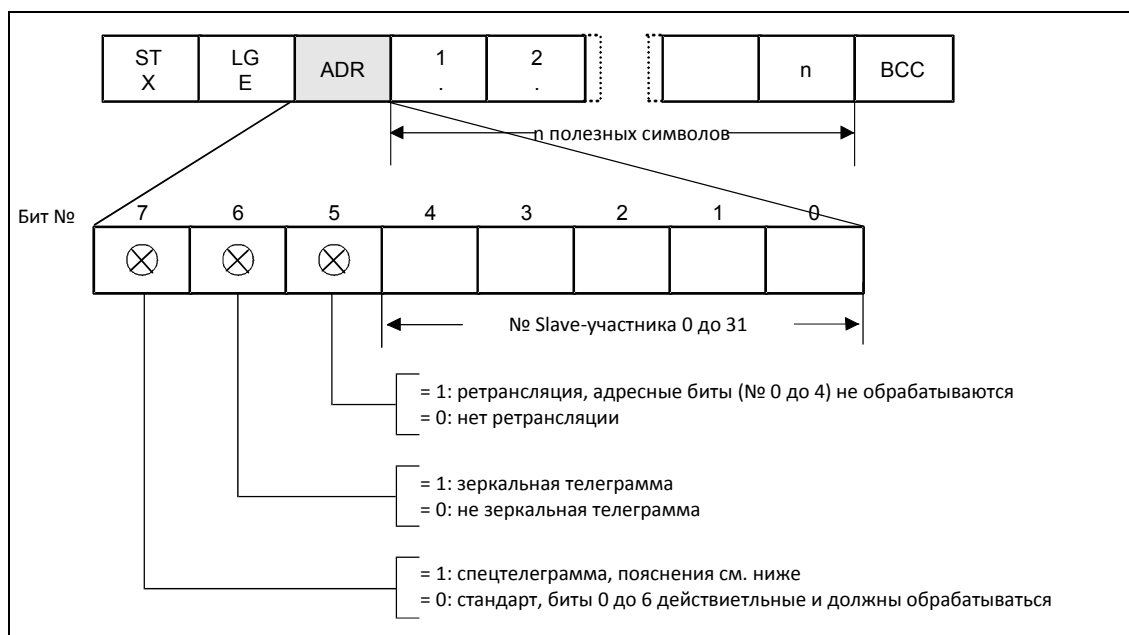 ST X LG E ADR 1 . 2 . n BCC
n полезных символов
Бит № 7 6 5 4 3 2 1 0
№ Slave-участника 0 до 31
= 1: ретрансляция, адресные биты (№ 0 до 4) не обрабатываются
= 0: нет ретрансляции
= 1: зеркальная телеграмма
= 0: не зеркальная телеграмма
= 1: спецтелеграмма, пояснения см. ниже
= 0: стандарт, биты 0 до 6 действиетльные и должны обрабатываться